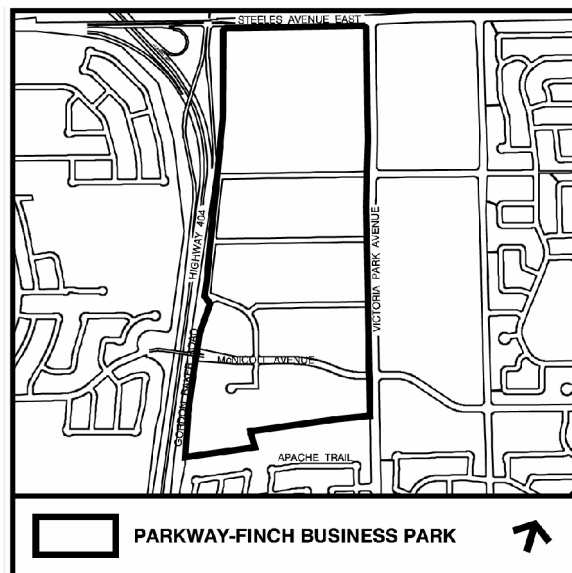 STEELES AVENUE EAST
HIGHWAY 404
VICTORIA PARK AVENUE
GORDON BAKER ROAD
McNICOLL AVENUE
APACHE TRAIL
PARKWAY-FINCH BUSINESS PARK